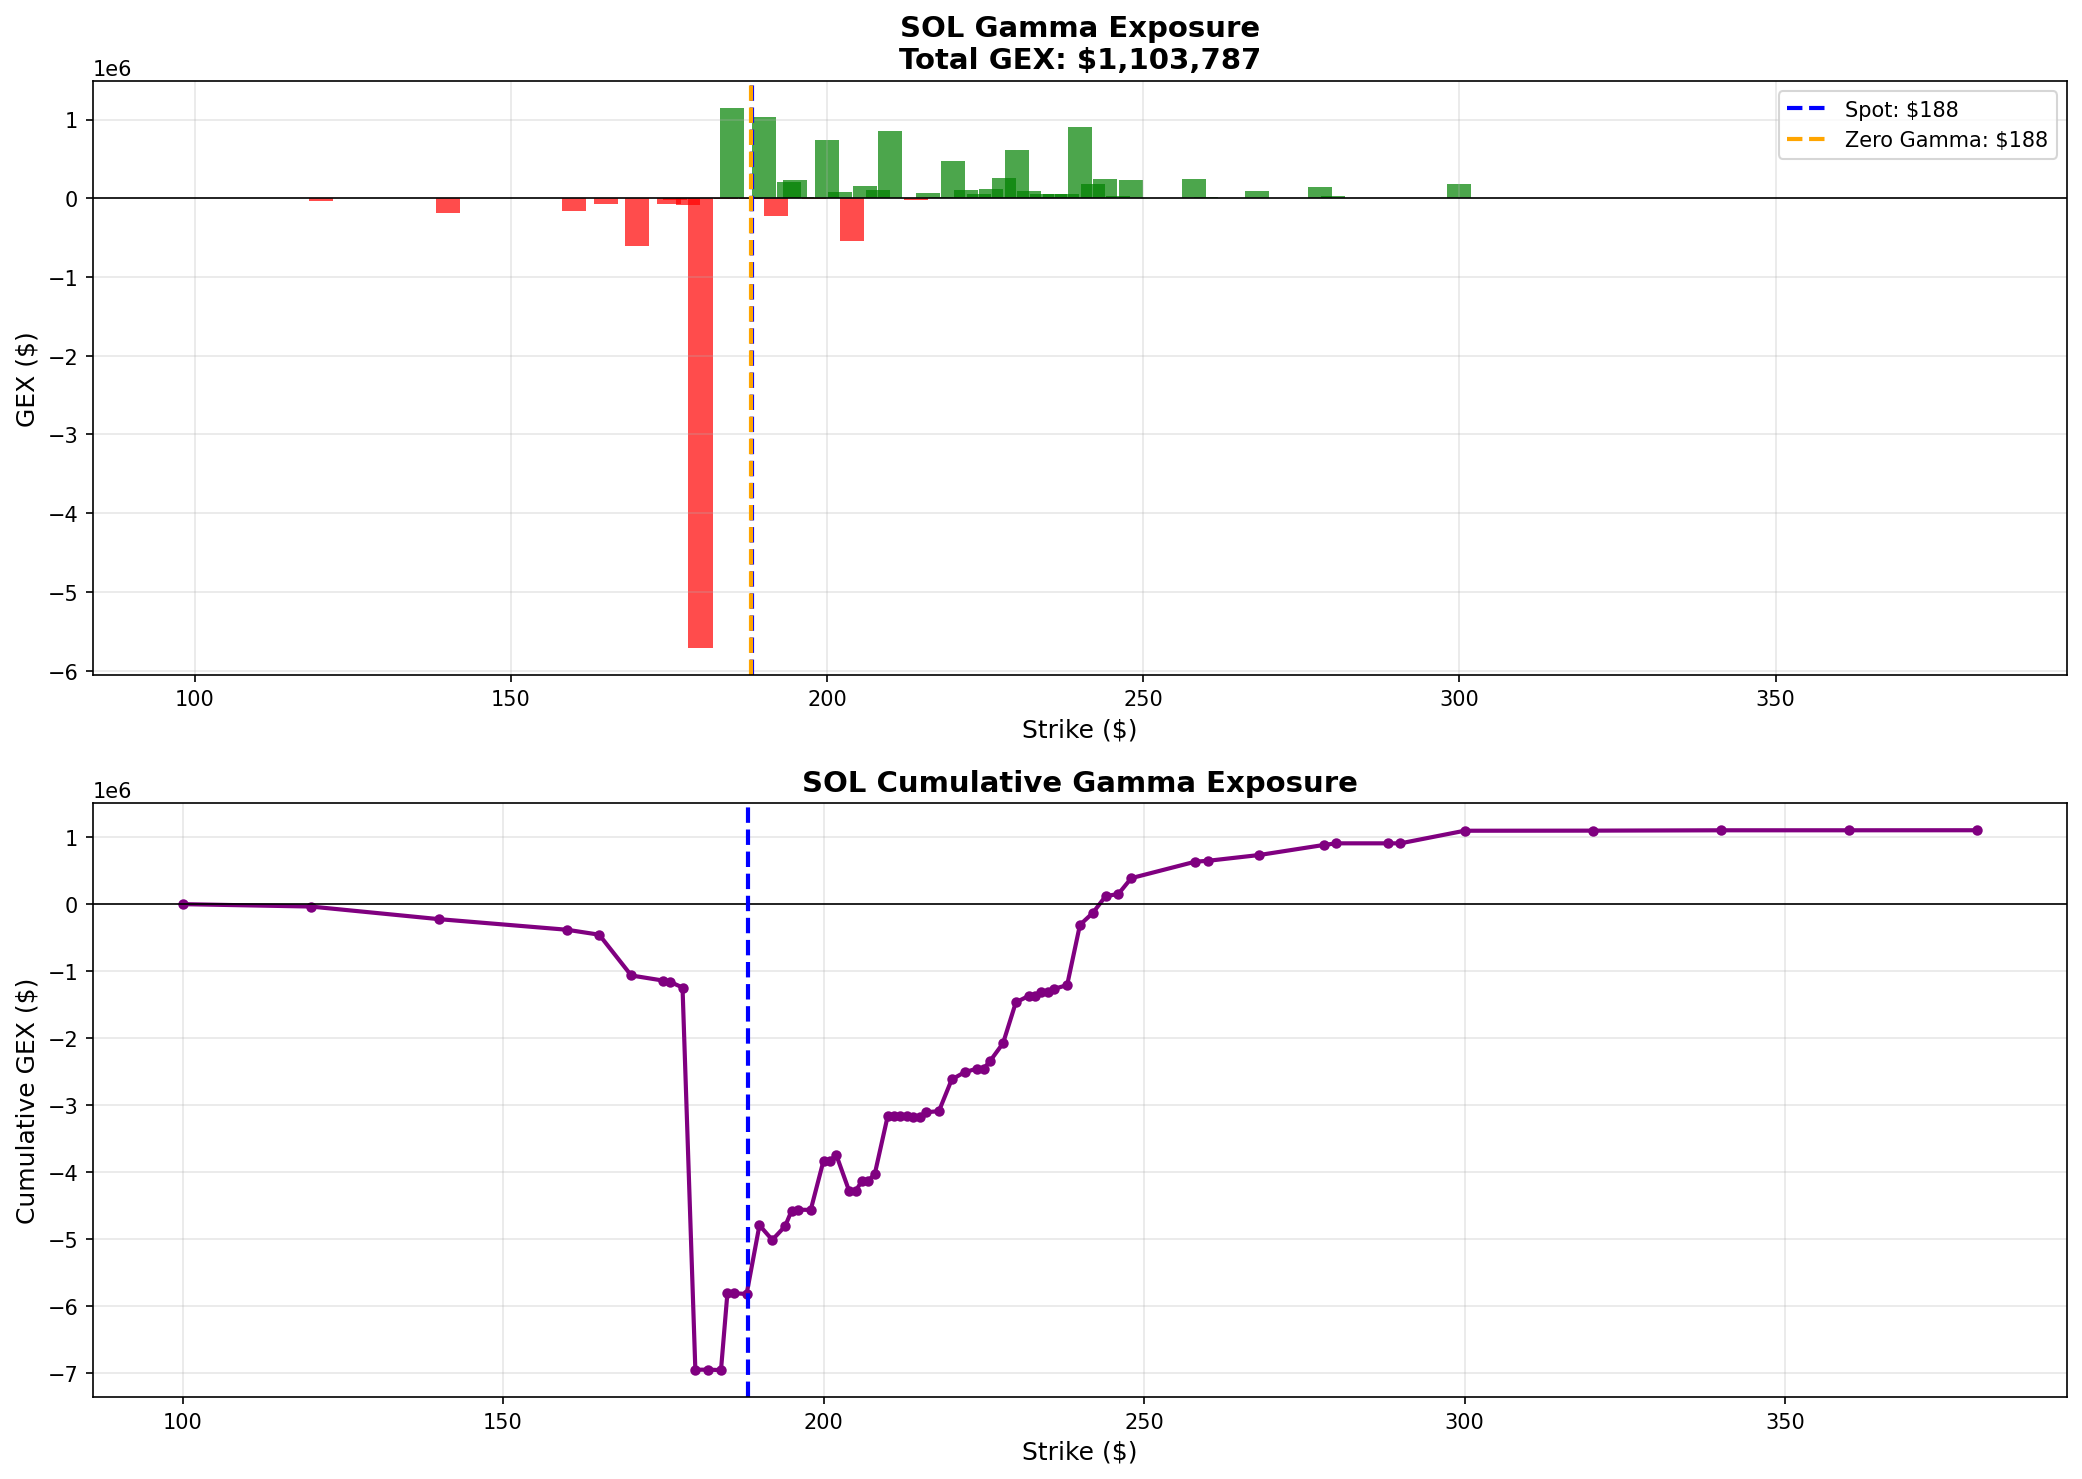 SOL Gamma Exposure
Total GEX: $1,103,787
1e6
Spot: $188
Zero Gamma: $188
1
0
−1
−2
−3
−4
−5
−6
GEX ($)
100 150 200 250 300 350
Strike ($)
SOL Cumulative Gamma Exposure
1e6
1
0
−1
−2
−3
−4
−5
−6
−7
Cumulative GEX ($)
100 150 200 250 300 350
Strike ($)